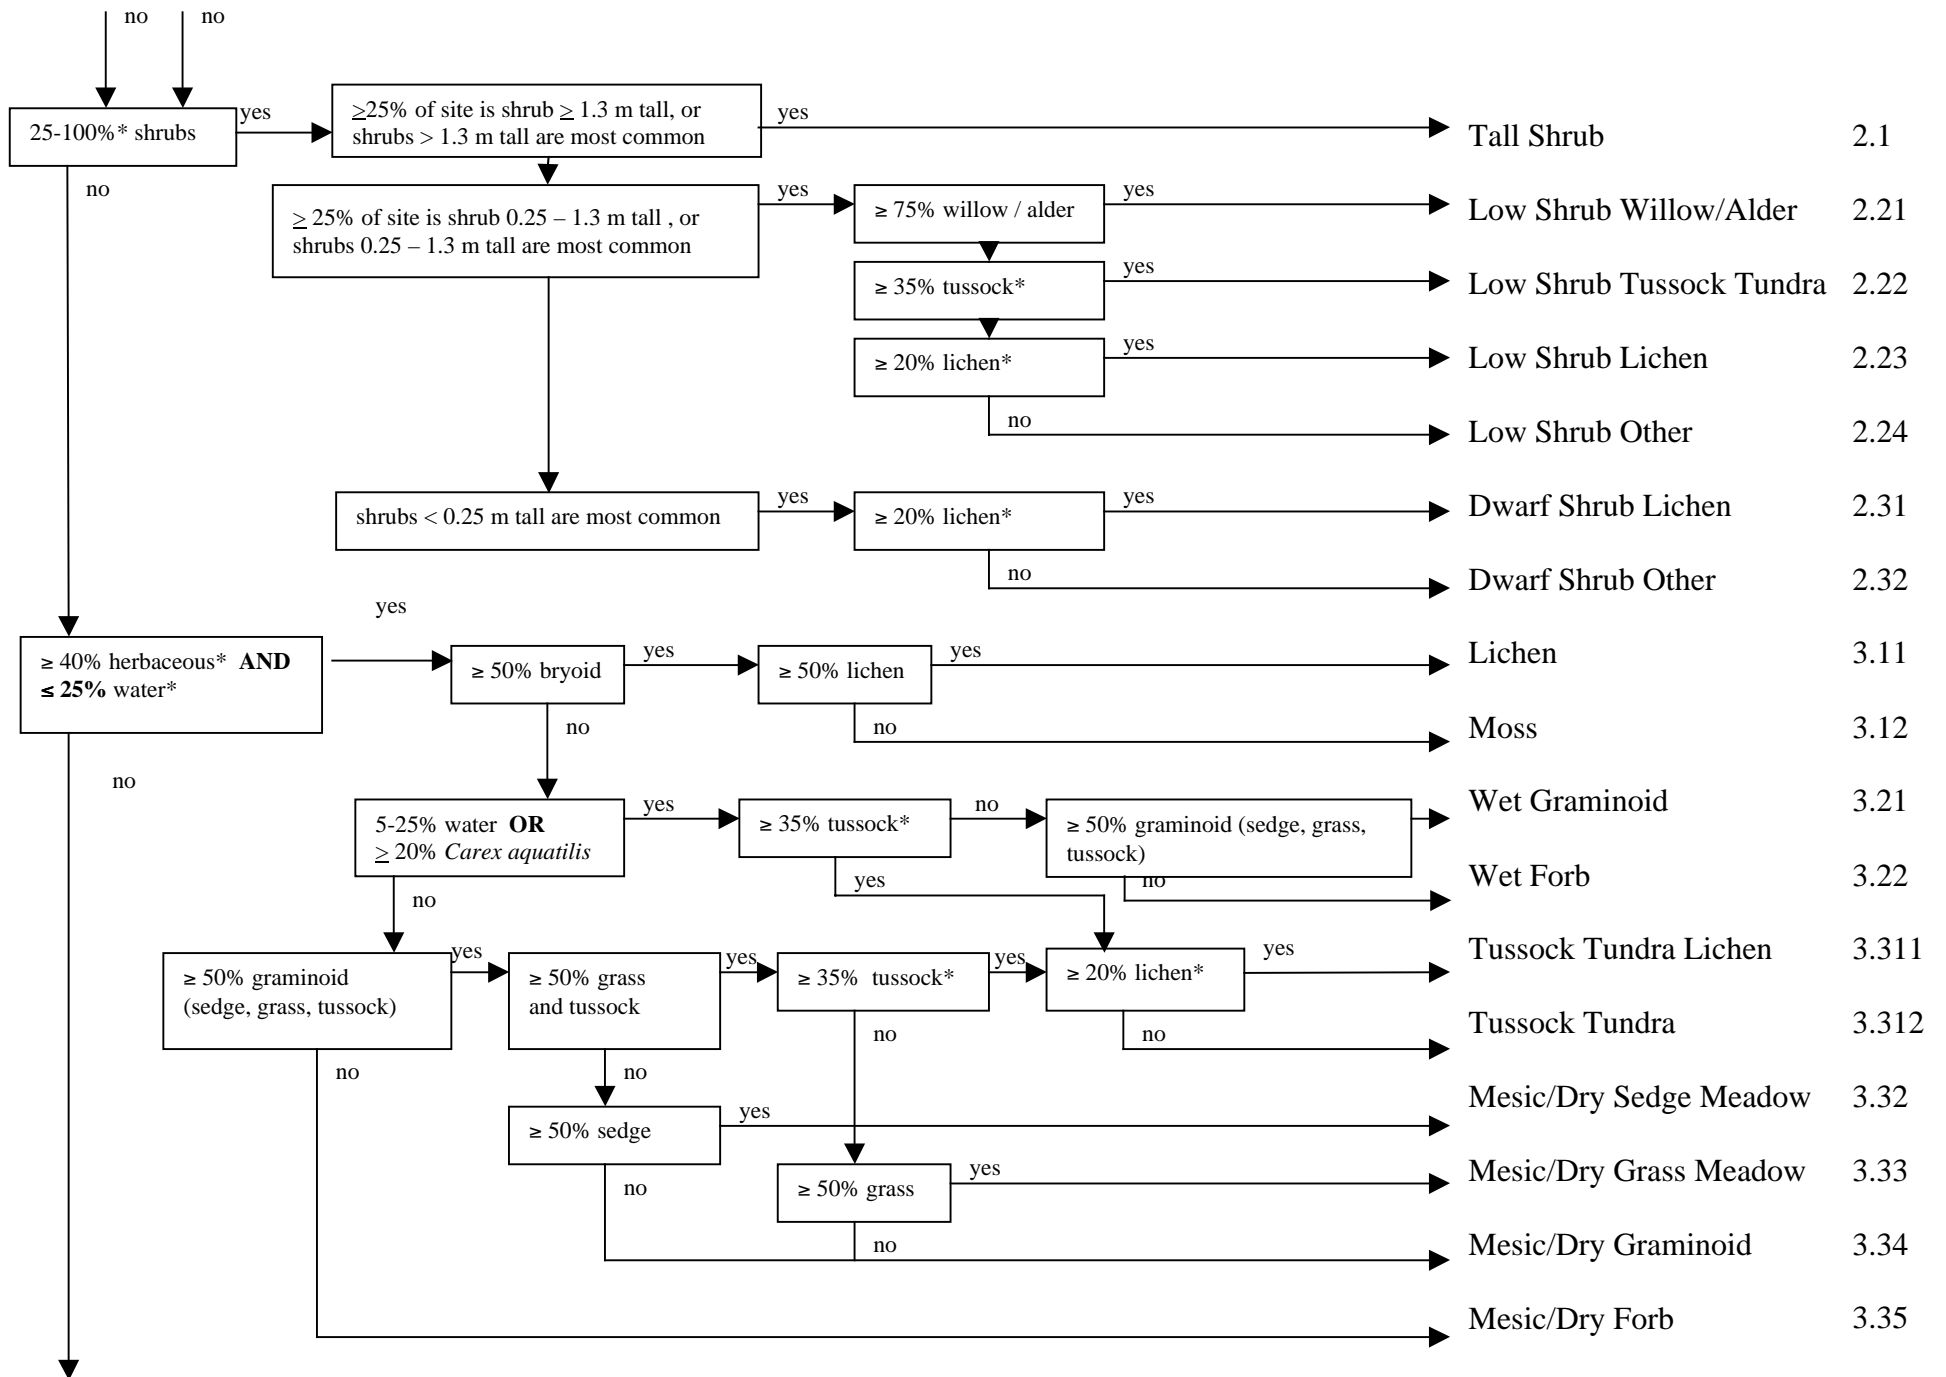 no no
25-100%* shrubs
yes
≥25% of site is shrub ≥ 1.3 m tall, or
shrubs > 1.3 m tall are most common
yes
Tall Shrub 2.1
no
≥ 25% of site is shrub 0.25 – 1.3 m tall , or
shrubs 0.25 – 1.3 m tall are most common
yes
≥ 75% willow / alder
yes
Low Shrub Willow/Alder 2.21
≥ 35% tussock*
yes
Low Shrub Tussock Tundra 2.22
≥ 20% lichen*
yes
Low Shrub Lichen 2.23
no
Low Shrub Other 2.24
shrubs < 0.25 m tall are most common
yes
≥ 20% lichen*
yes
Dwarf Shrub Lichen 2.31
no
Dwarf Shrub Other 2.32
yes
≥ 40% herbaceous* AND
≤ 25% water*
≥ 50% bryoid
yes
≥ 50% lichen
yes
Lichen 3.11
no
no
Moss 3.12
no
5-25% water OR
≥ 20% Carex aquatilis
yes
≥ 35% tussock*
no
≥ 50% graminoid (sedge, grass,
tussock)
Wet Graminoid 3.21
yes
no
Wet Forb 3.22
no
≥ 50% graminoid
(sedge, grass, tussock)
yes
≥ 50% grass
and tussock
yes
≥ 35% tussock*
yes
≥ 20% lichen*
yes
Tussock Tundra Lichen 3.311
no
no
Tussock Tundra 3.312
no
no
≥ 50% sedge
yes
Mesic/Dry Sedge Meadow 3.32
≥ 50% grass
yes
Mesic/Dry Grass Meadow 3.33
no
no
Mesic/Dry Graminoid 3.34
Mesic/Dry Forb 3.35